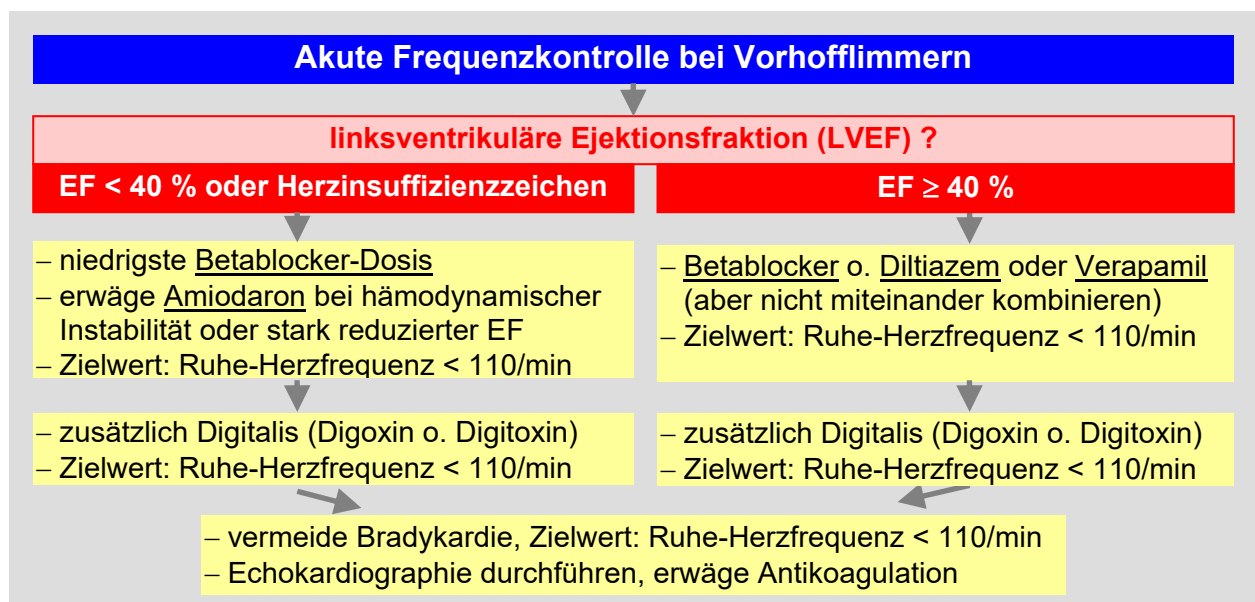 Akute Frequenzkontrolle bei Vorhofflimmern
linksventrikuläre Ejektionsfraktion (LVEF) ?
EF < 40 % oder Herzinsuffizienzzeichen
EF ≥ 40 %
– niedrigste Betablocker-Dosis
– erwäge Amiodaron bei hämodynamischer
Instabilität oder stark reduzierter EF
– Zielwert: Ruhe-Herzfrequenz < 110/min
– Betablocker o. Diltiazem oder Verapamil
(aber nicht miteinander kombinieren)
– Zielwert: Ruhe-Herzfrequenz < 110/min
– zusätzlich Digitalis (Digoxin o. Digitoxin)
– Zielwert: Ruhe-Herzfrequenz < 110/min
– zusätzlich Digitalis (Digoxin o. Digitoxin)
– Zielwert: Ruhe-Herzfrequenz < 110/min
– vermeide Bradykardie, Zielwert: Ruhe-Herzfrequenz < 110/min
– Echokardiographie durchführen, erwäge Antikoagulation